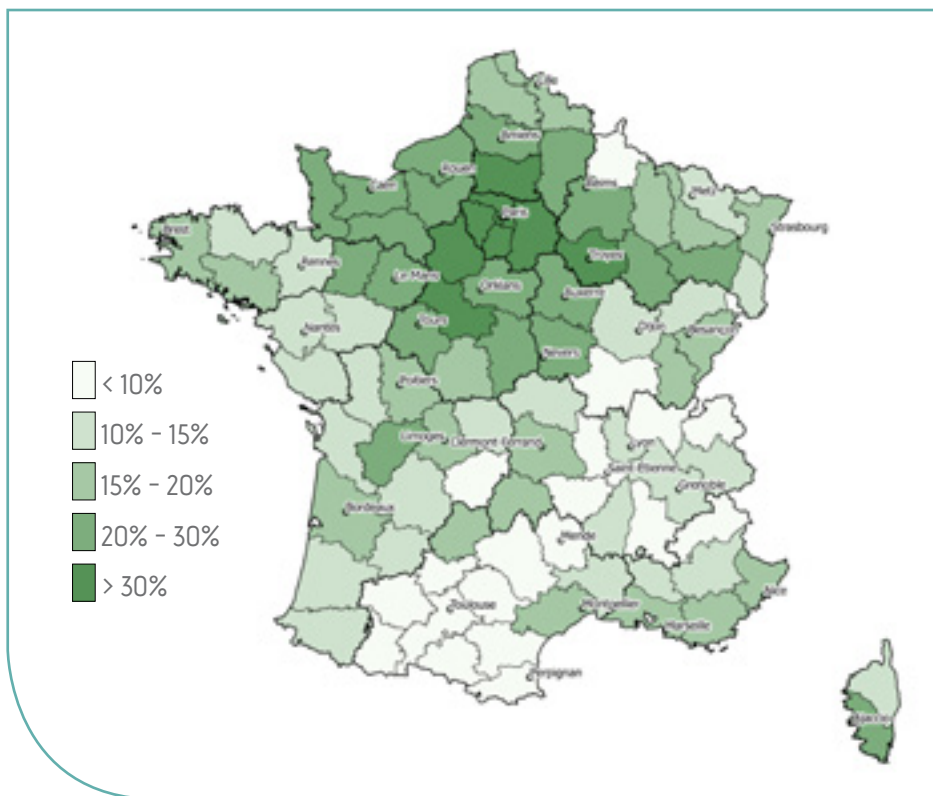 Lille
Amiens
Rouen
Caen
Reims
Metz
Paris
Strasbourg
Brest
Troyes
Rennes
Le Mans
Orléans
Auxerre
Tours
Nantes
Dijon
Besançon
Nevers
Poitiers
< 10%
10% - 15%
15% - 20%
20% - 30%
> 30%
Limoges
Clermont-Ferrand
Lyon
Saint-Étienne
Grenoble
Bordeaux
Mende
Toulouse
Montpellier
Nice
Marseille
Perpignan
Ajaccio